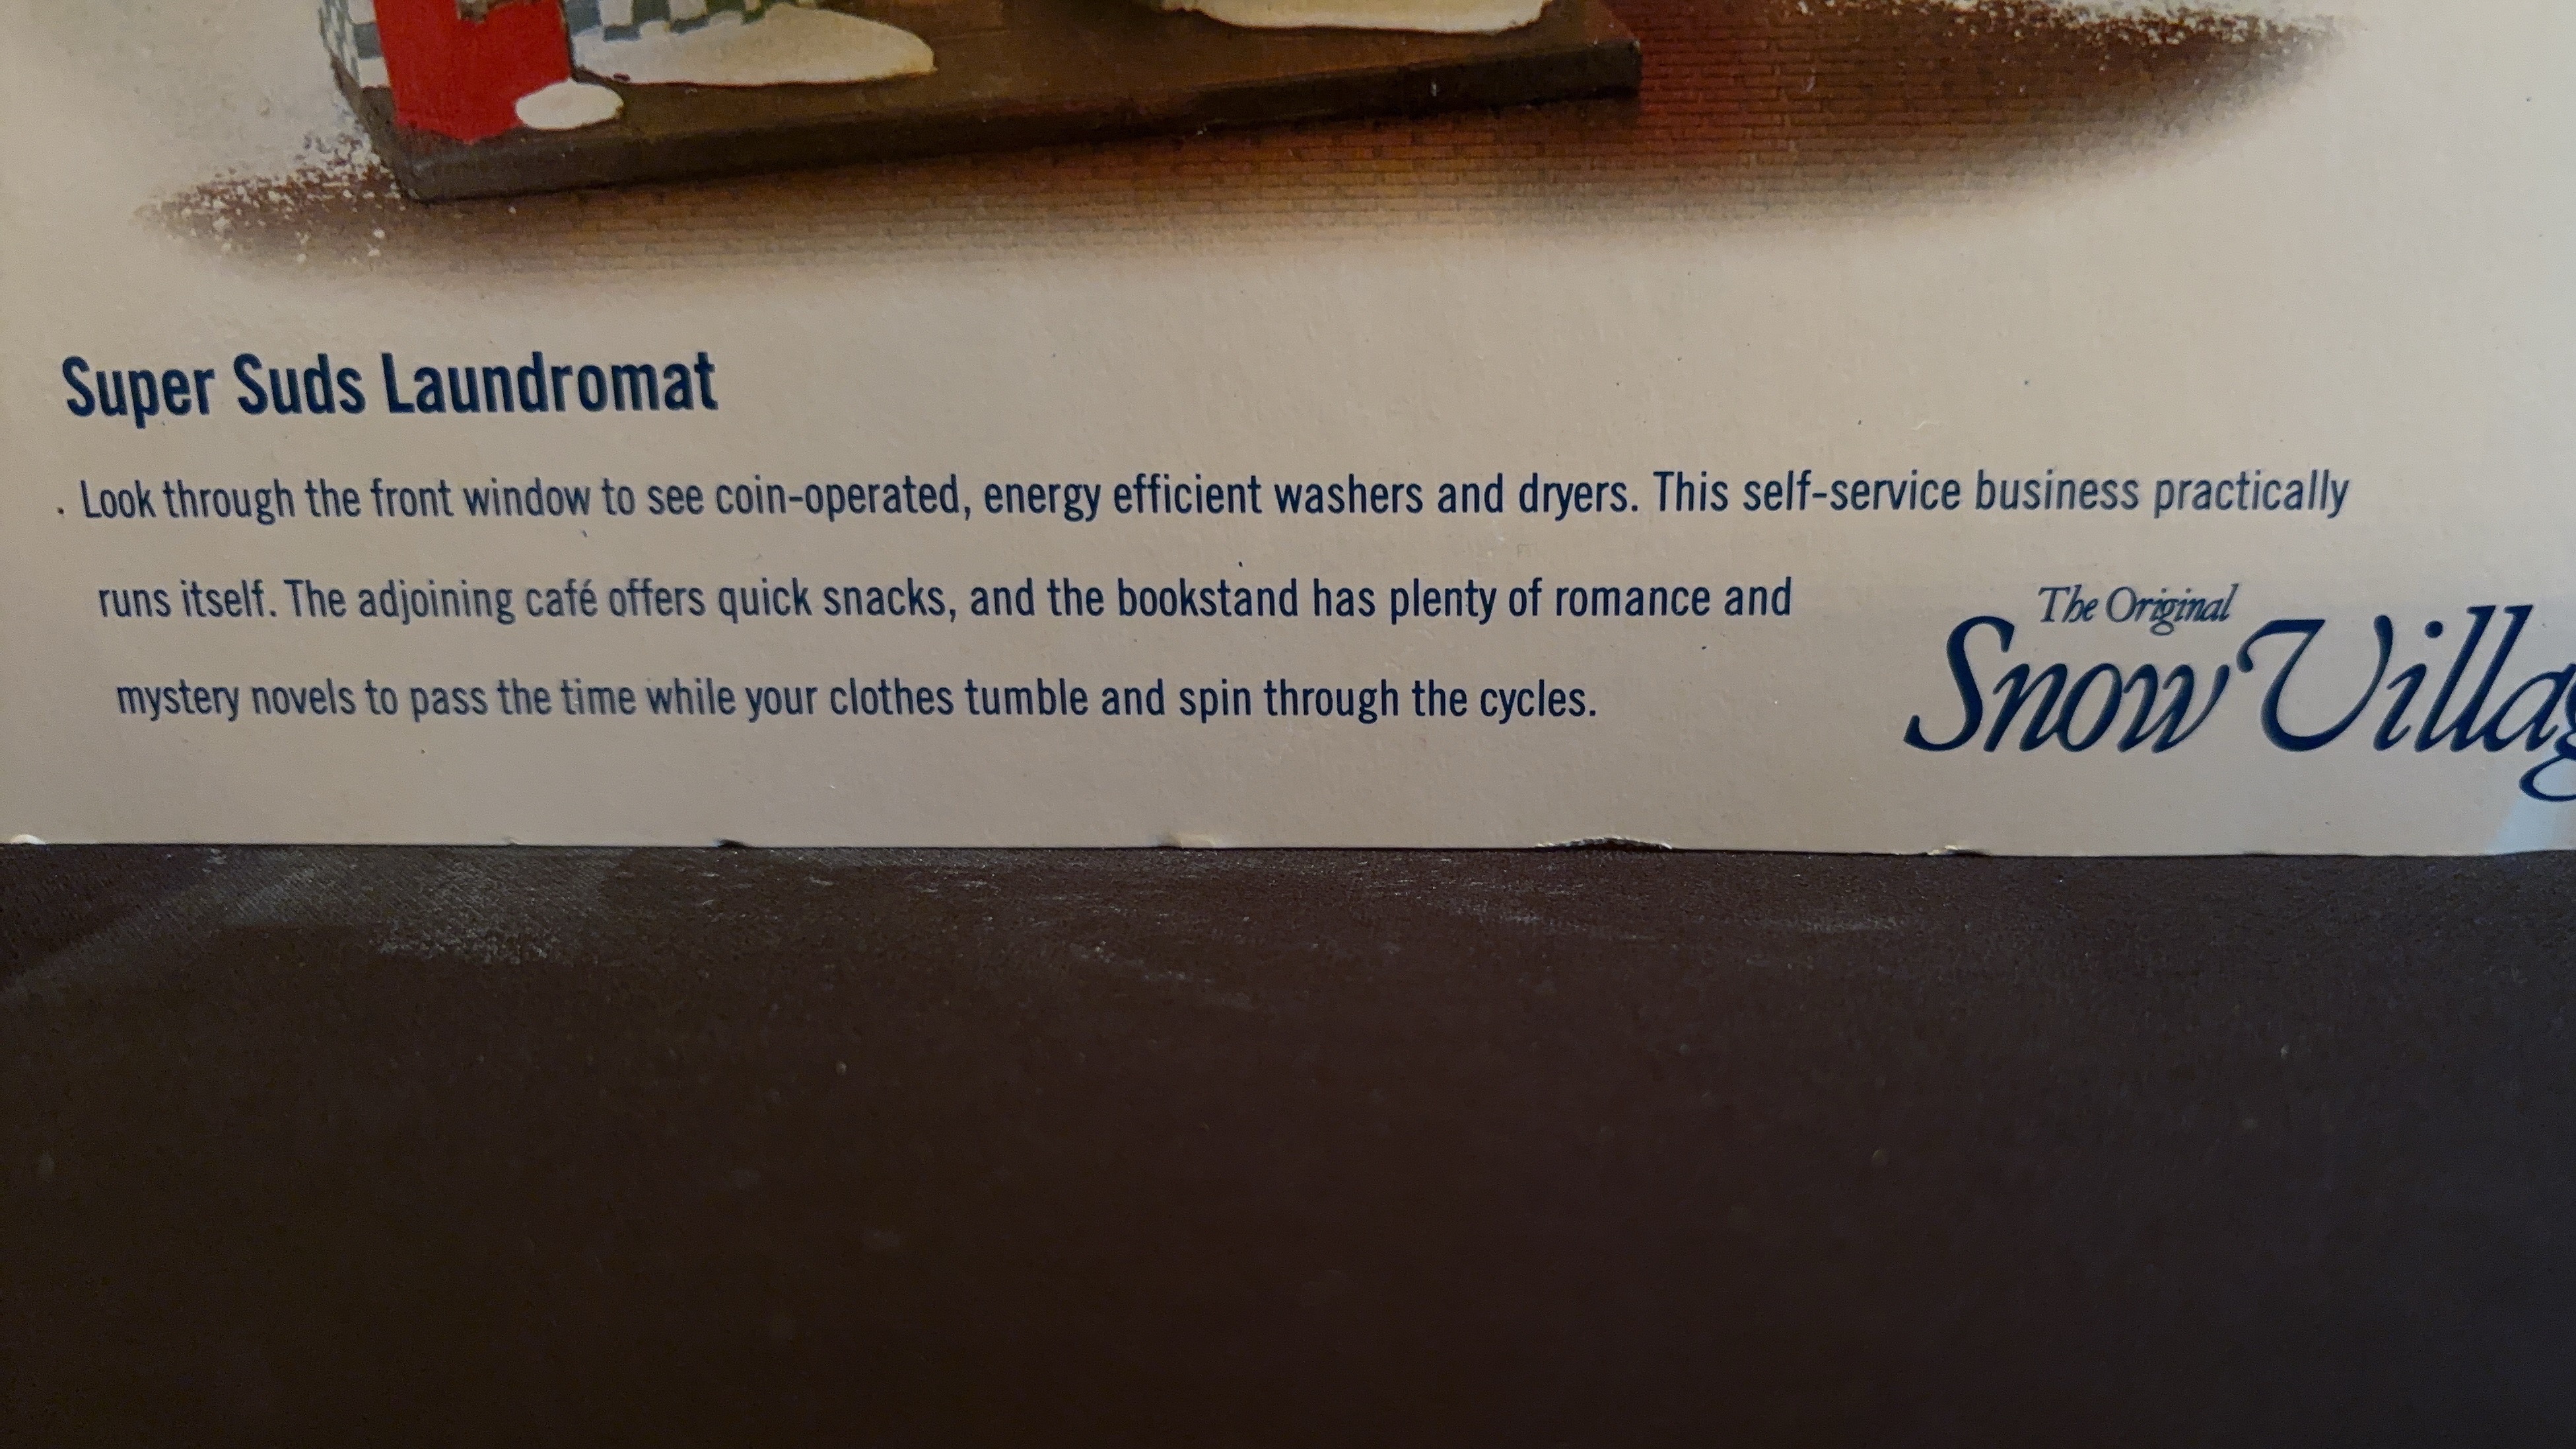 Super Suds Laundromat
. Look through the front window to see coin-operated, energy efficient washers and dryers. This self-service business practically
runs itself. The adjoining café offers quick snacks, and the bookstand has plenty of romance and
mystery novels to pass the time while your clothes tumble and spin through the cycles.
The Original
Snow Villag